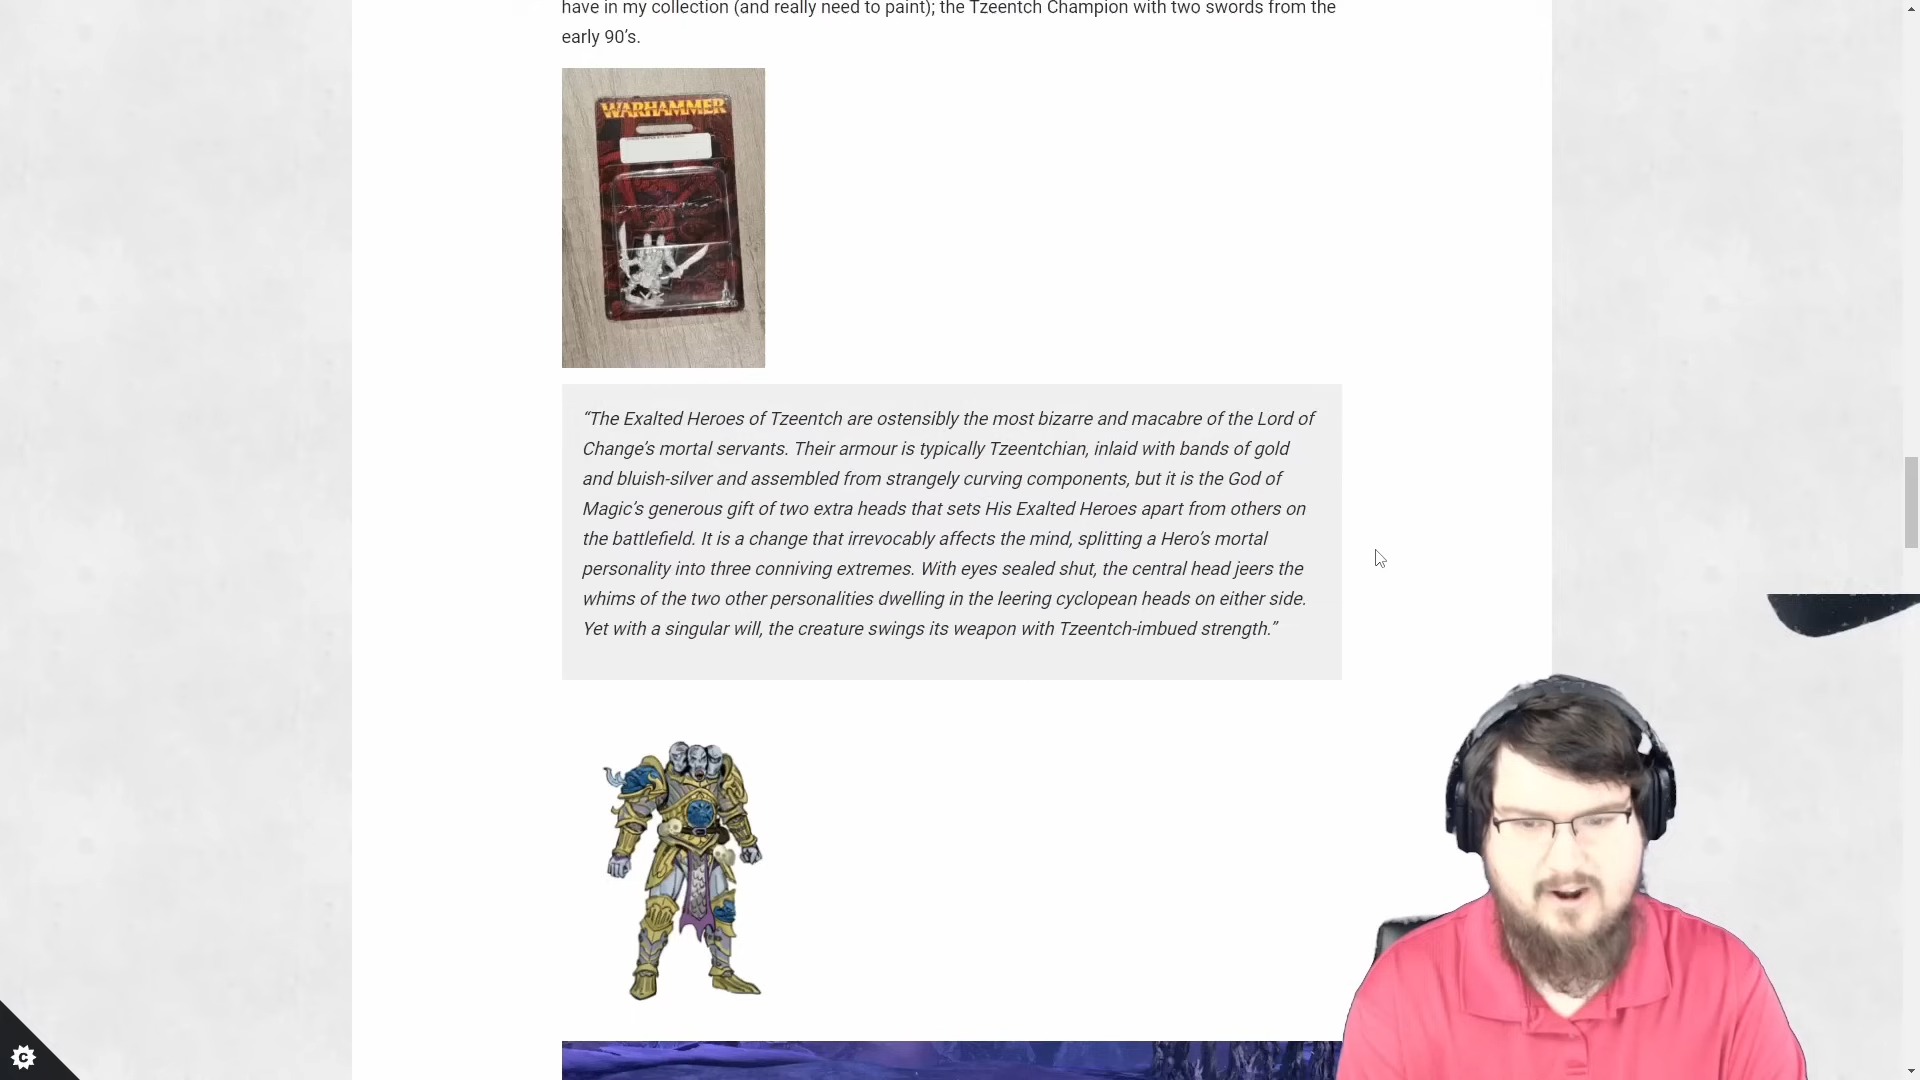 have in my collection (and really need to paint); the Tzeentch Champion with two swords from the
early 90’s.
WARHAMMER
“The Exalted Heroes of Tzeentch are ostensibly the most bizarre and macabre of the Lord of
Change’s mortal servants. Their armour is typically Tzeentchian, inlaid with bands of gold
and bluish-silver and assembled from strangely curving components, but it is the God of
Magic’s generous gift of two extra heads that sets His Exalted Heroes apart from others on
the battlefield. It is a change that irrevocably affects the mind, splitting a Hero’s mortal
personality into three conniving extremes. With eyes sealed shut, the central head jeers the
whims of the two other personalities dwelling in the leering cyclopean heads on either side.
Yet with a singular will, the creature swings its weapon with Tzeentch-imbued strength.”